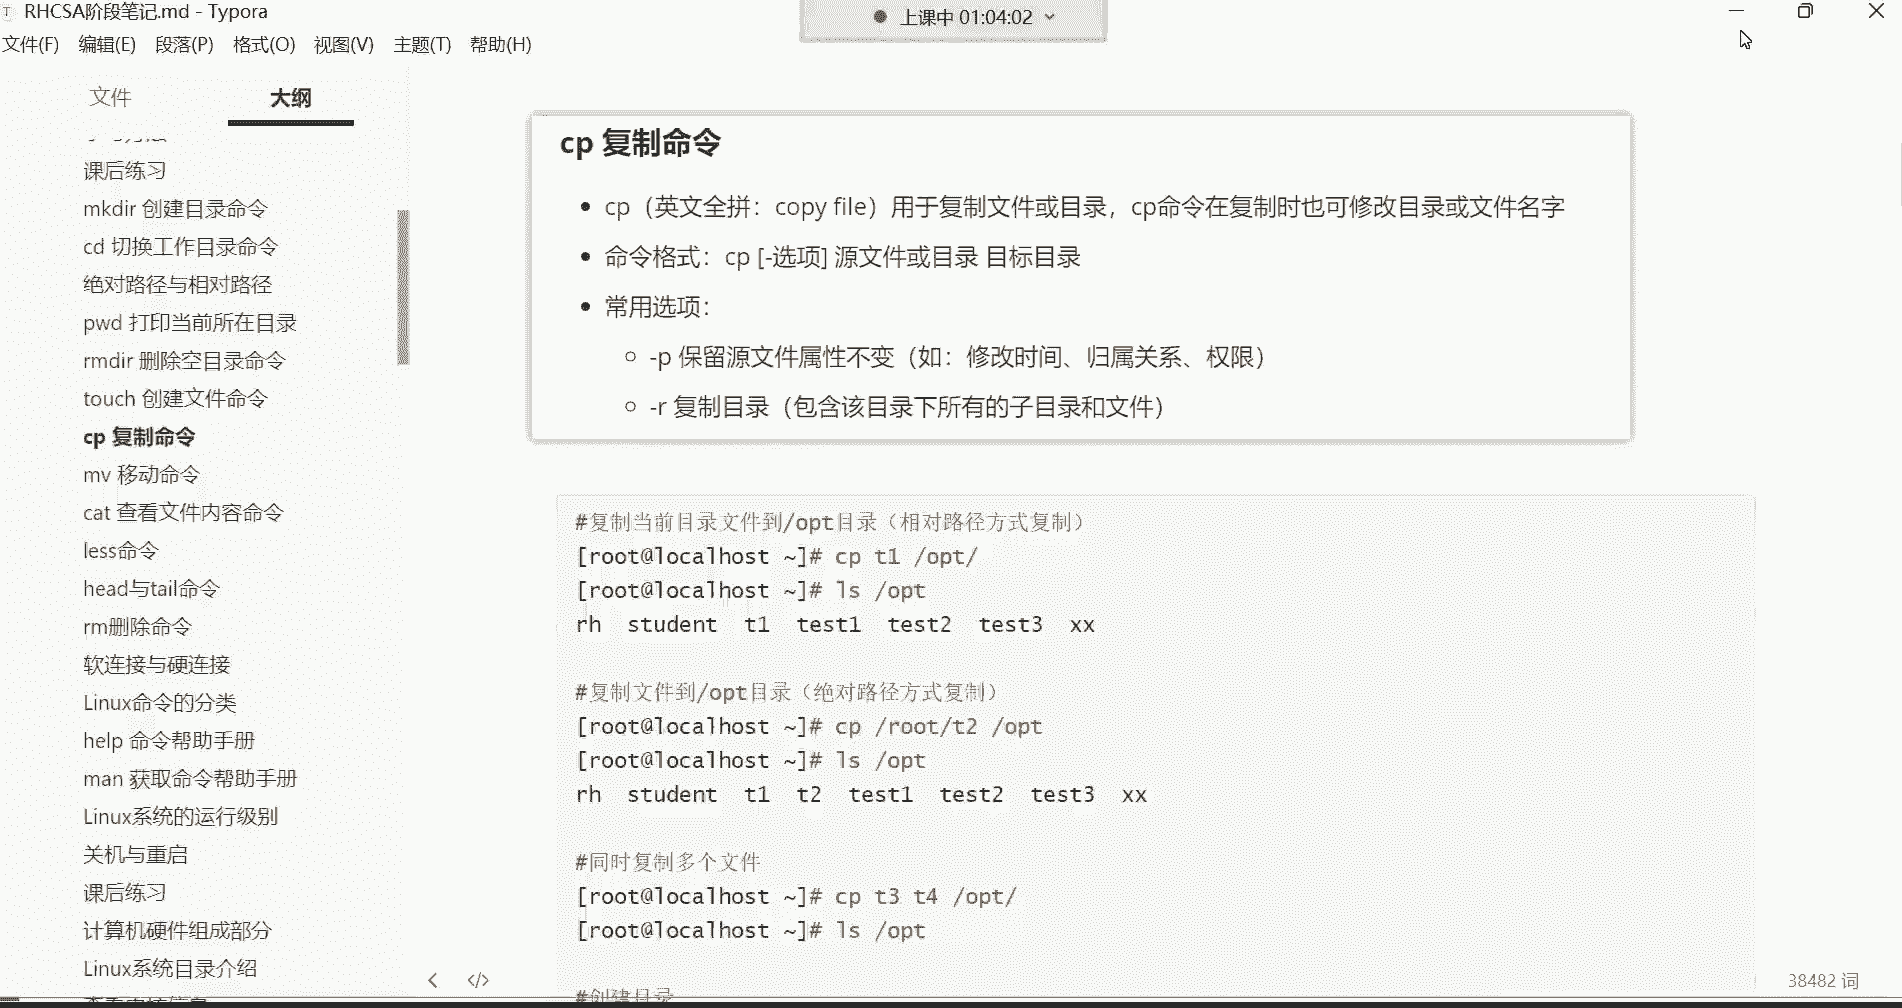 RHCSA阶段笔记.md - Typora
上课中 01:04:02
文件(F) 编辑(E) 段落(P) 格式(O) 视图(V) 主题(T) 帮助(H)
文件 大纲
课后练习
mkdir 创建目录命令
cd 切换工作目录命令
绝对路径与相对路径
pwd 打印当前所在目录
rmdir 删除空目录命令
touch 创建文件命令
cp 复制命令
mv 移动命令
cat 查看文件内容命令
less命令
head与tail命令
rm删除命令
软连接与硬连接
Linux命令的分类
help 命令帮助手册
man 获取命令帮助手册
Linux系统的运行级别
关机与重启
课后练习
计算机硬件组成部分
Linux系统目录介绍
cp 复制命令
cp（英文全拼：copy file）用于复制文件或目录，cp命令在复制时也可修改目录或文件名字
命令格式：cp [-选项] 源文件或目录 目标目录
常用选项：
-p 保留源文件属性不变（如：修改时间、归属关系、权限）
-r 复制目录（包含该目录下所有的子目录和文件）
#复制当前目录文件到/opt目录（相对路径方式复制）
[root@localhost ~]# cp t1 /opt/
[root@localhost ~]# ls /opt
rh student t1 test1 test2 test3 xx
#复制文件到/opt目录（绝对路径方式复制）
[root@localhost ~]# cp /root/t2 /opt
[root@localhost ~]# ls /opt
rh student t1 t2 test1 test2 test3 xx
#同时复制多个文件
[root@localhost ~]# cp t3 t4 /opt/
[root@localhost ~]# ls /opt
#创建目录
38482 词